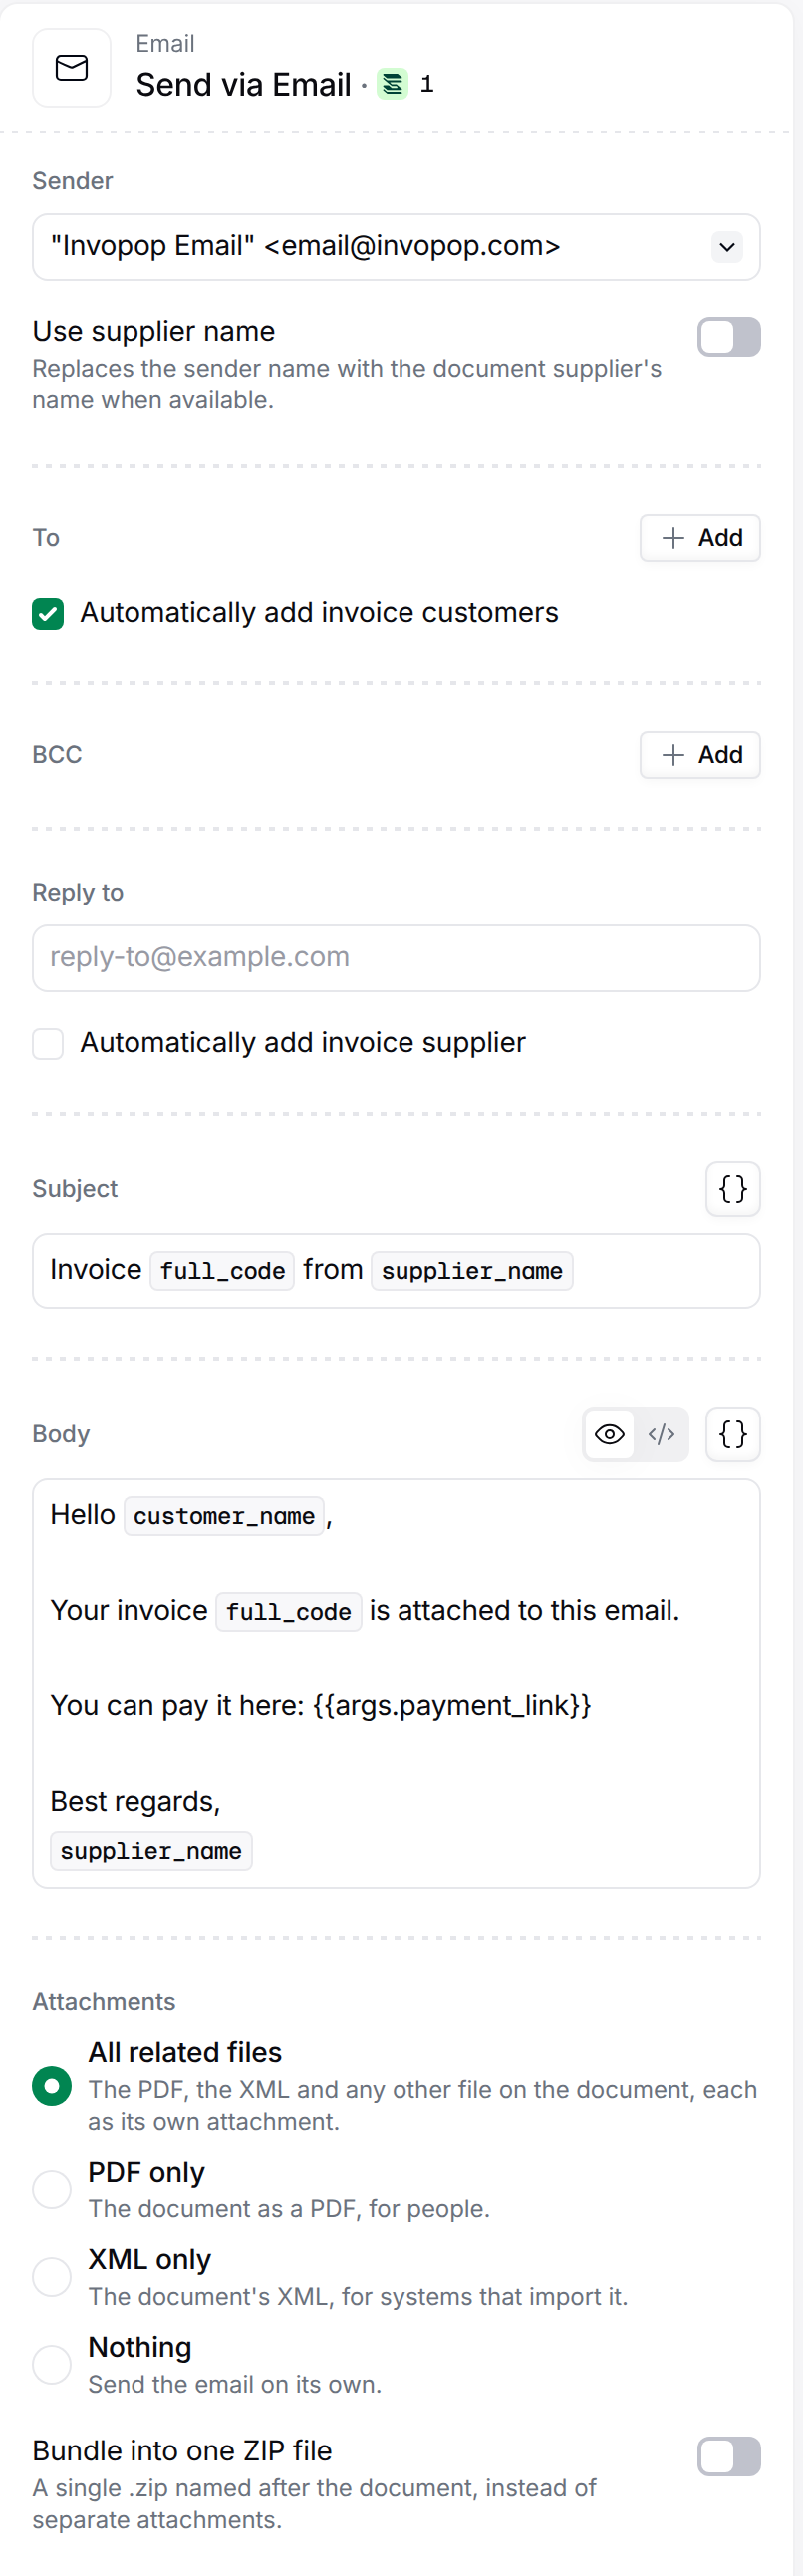 Email
Send via Email · 1
Sender
"Invopop Email" <email@invopop.com>
Use supplier name
Replaces the sender name with the document supplier's
name when available.
To
Add
Automatically add invoice customers
BCC
Add
Reply to
reply-to@example.com
Automatically add invoice supplier
Subject
{}
Invoice full_code from supplier_name
Body
</> {}
Hello customer_name,
Your invoice full_code is attached to this email.
You can pay it here: {{args.payment_link}}
Best regards,
supplier_name
Attachments
All related files
The PDF, the XML and any other file on the document, each
as its own attachment.
PDF only
The document as a PDF, for people.
XML only
The document's XML, for systems that import it.
Nothing
Send the email on its own.
Bundle into one ZIP file
A single .zip named after the document, instead of
separate attachments.